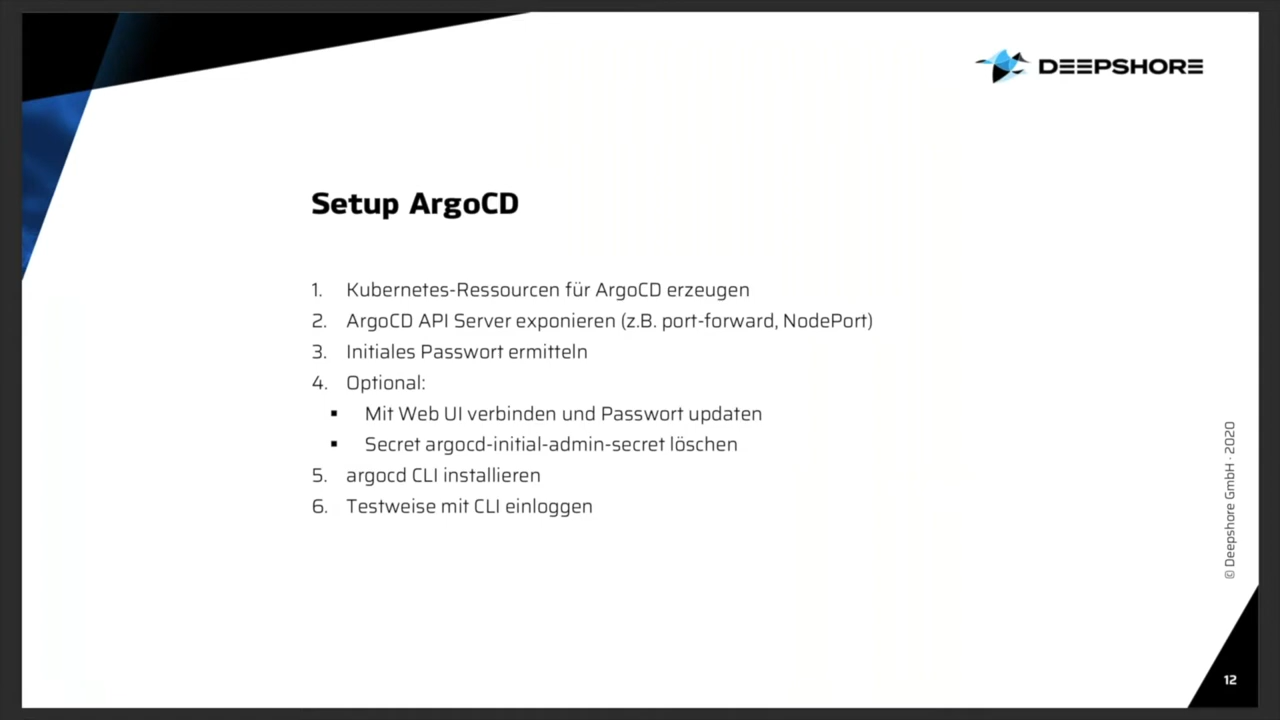 DEEPSHORE
Setup ArgoCD
1. Kubernetes-Ressourcen für ArgoCD erzeugen
2. ArgoCD API Server exponieren (z.B. port-forward, NodePort)
3. Initiales Passwort ermitteln
4. Optional:
▪ Mit Web UI verbinden und Passwort updaten
▪ Secret argocd-initial-admin-secret löschen
5. argocd CLI installieren
6. Testweise mit CLI einloggen
© Deepshore GmbH · 2020
12